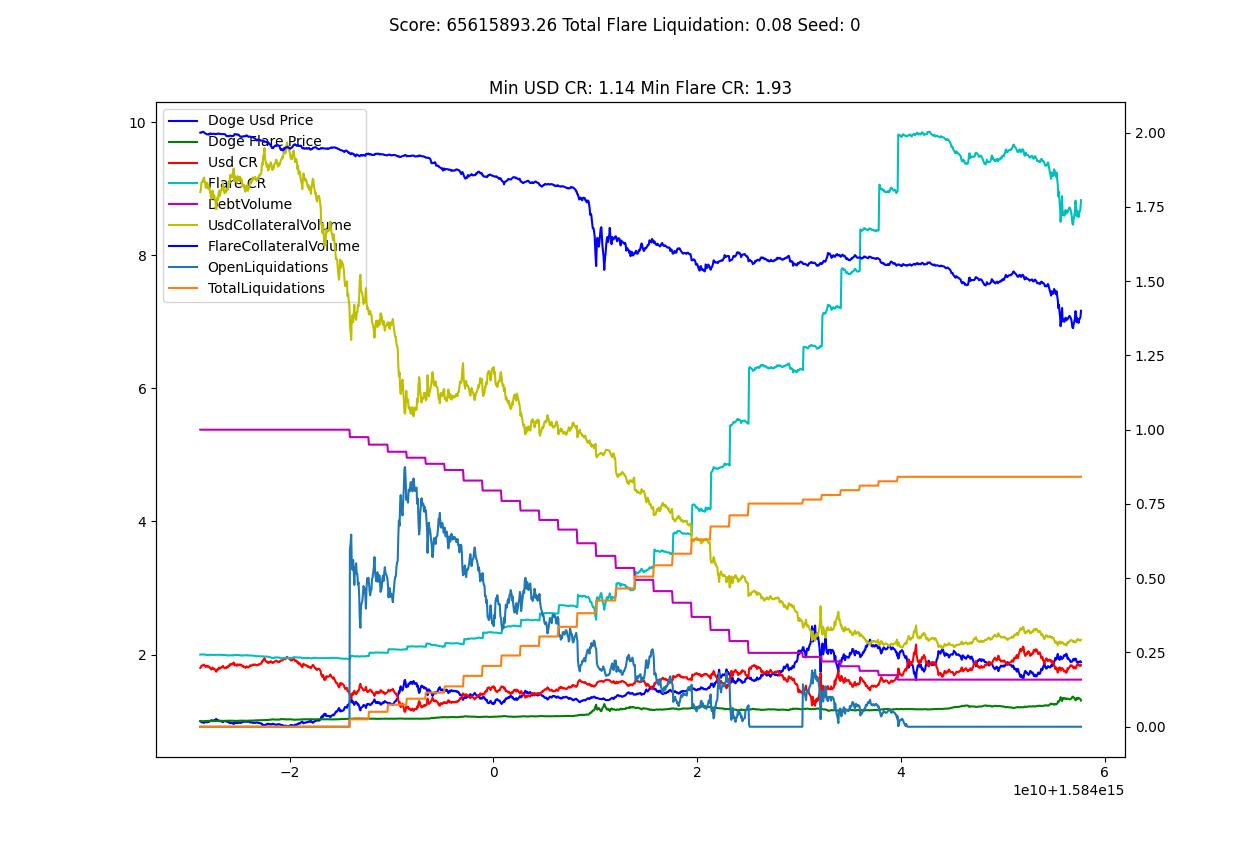 Score: 65615893.26 Total Flare Liquidation: 0.08 Seed: 0
Min USD CR: 1.14 Min Flare CR: 1.93
Doge Usd Price
Doge Flare Price
Usd CR
Flare CR
DebtVolume
UsdCollateralVolume
FlareCollateralVolume
OpenLiquidations
TotalLiquidations
10
8
6
4
2
2.00
1.75
1.50
1.25
1.00
0.75
0.50
0.25
0.00
−2
0
2
4
6
1e10+1.584e15